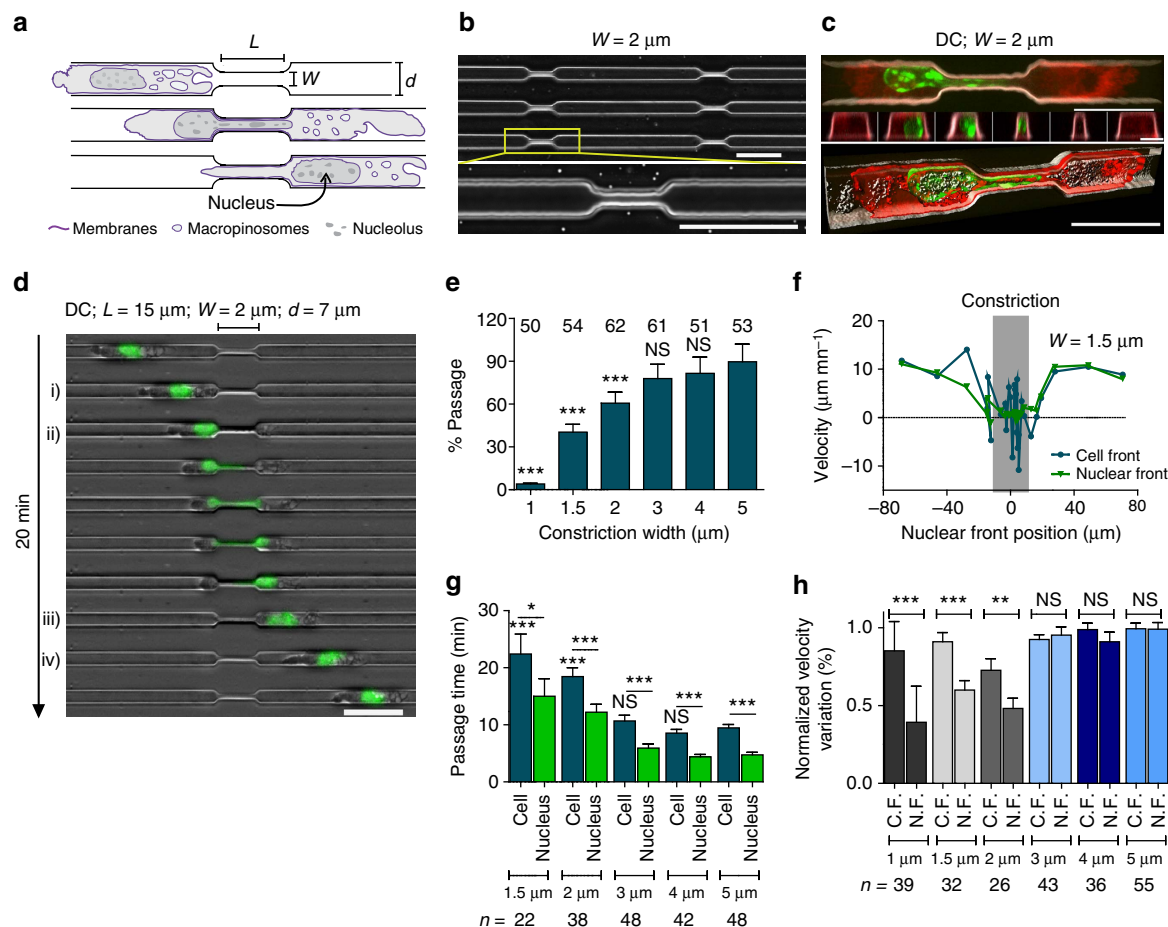 a
L
W
d
Nucleus
Membranes
Macropinosomes
Nucleolus
b
W = 2 μm
c
DC; W = 2 μm
d
DC; L = 15 μm; W = 2 μm; d = 7 μm
20 min
i)
ii)
iii)
iv)
e
% Passage
120
90
60
30
0
50 54 62 61 51 53
*** *** *** NS NS
1 1.5 2 3 4 5
Constriction width (μm)
f
Constriction
W = 1.5 μm
Velocity (μm mn⁻¹)
20
10
0
−10
Cell front
Nuclear front
−80 −40 0 40 80
Nuclear front position (μm)
g
Passage time (min)
30
20
10
0
* *** *** *** ***
*** *** NS NS
Cell Nucleus Cell Nucleus Cell Nucleus Cell Nucleus Cell Nucleus
1.5 μm 2 μm 3 μm 4 μm 5 μm
n = 22 38 48 42 48
h
Normalized velocity
variation (%)
1.0
0.5
0.0
*** *** ** NS NS NS
C.F. N.F. C.F. N.F. C.F. N.F. C.F. N.F. C.F. N.F. C.F. N.F.
1 μm 1.5 μm 2 μm 3 μm 4 μm 5 μm
n = 39 32 26 43 36 55